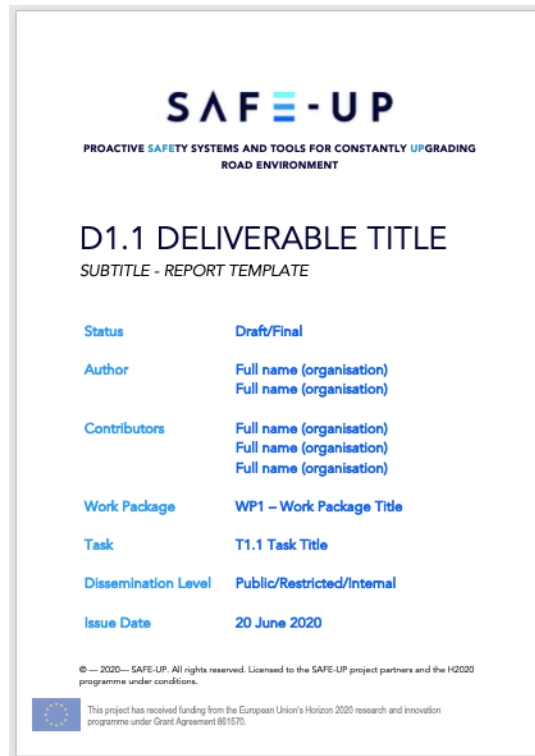 SAFE-UP
PROACTIVE SAFETY SYSTEMS AND TOOLS FOR CONSTANTLY UPGRADING
ROAD ENVIRONMENT
D1.1 DELIVERABLE TITLE
SUBTITLE - REPORT TEMPLATE
Status Draft/Final
Author Full name (organisation)
Full name (organisation)
Contributors Full name (organisation)
Full name (organisation)
Full name (organisation)
Work Package WP1 – Work Package Title
Task T1.1 Task Title
Dissemination Level Public/Restricted/Internal
Issue Date 20 June 2020
© — 2020— SAFE-UP. All rights reserved. Licensed to the SAFE-UP project partners and the H2020
programme under conditions.
This project has received funding from the European Union's Horizon 2020 research and innovation
programme under Grant Agreement 861570.